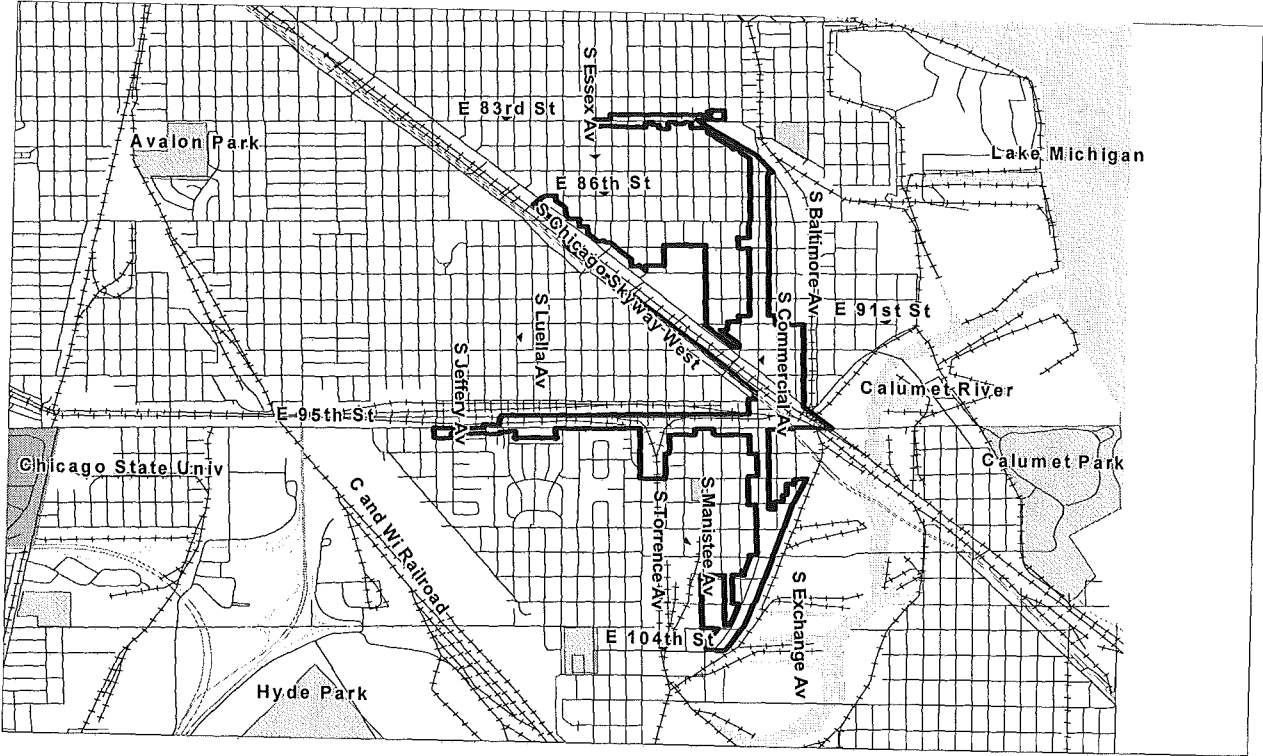 S Essex Av
E 83rd St
Avalon Park
Lake Michigan
E 86th St
S Chicago Skyway West
S Baltimore Av
S Luella Av
S Commercial Av
E 91st St
S Jeffery Av
Calumet River
E 95th St
Chicago State Univ
Calumet Park
C and WI Railroad
S Torrence Av
S Manistee Av
S Exchange Av
E 104th St
Hyde Park